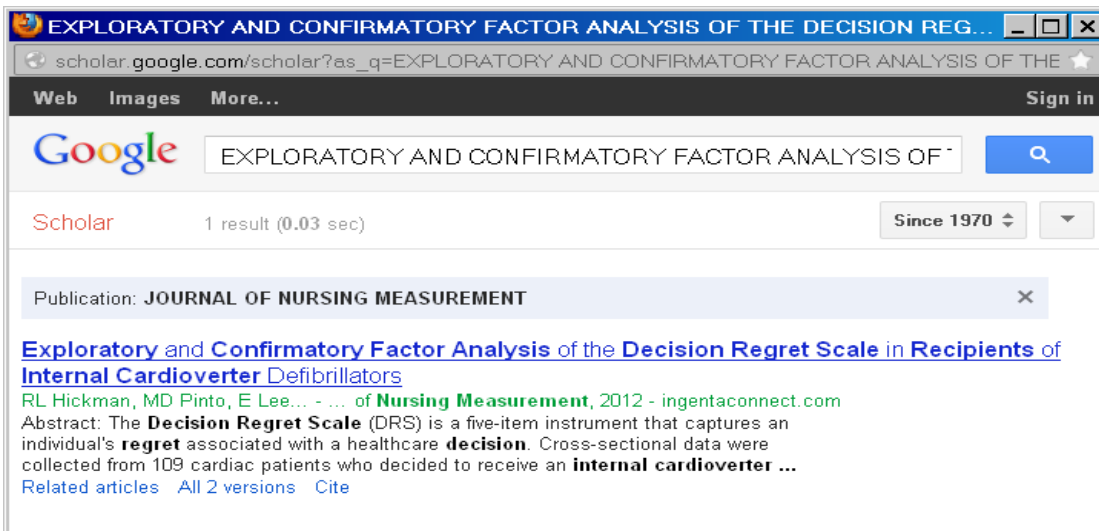 EXPLORATORY AND CONFIRMATORY FACTOR ANALYSIS OF THE DECISION REG...
scholar.google.com/scholar?as_q=EXPLORATORY AND CONFIRMATORY FACTOR ANALYSIS OF THE
Web Images More... Sign in
Google EXPLORATORY AND CONFIRMATORY FACTOR ANALYSIS OF
Scholar 1 result (0.03 sec) Since 1970
Publication: JOURNAL OF NURSING MEASUREMENT
Exploratory and Confirmatory Factor Analysis of the Decision Regret Scale in Recipients of
Internal Cardioverter Defibrillators
RL Hickman, MD Pinto, E Lee... - ... of Nursing Measurement, 2012 - ingentaconnect.com
Abstract: The Decision Regret Scale (DRS) is a five-item instrument that captures an
individual's regret associated with a healthcare decision. Cross-sectional data were
collected from 109 cardiac patients who decided to receive an internal cardioverter ...
Related articles All 2 versions Cite